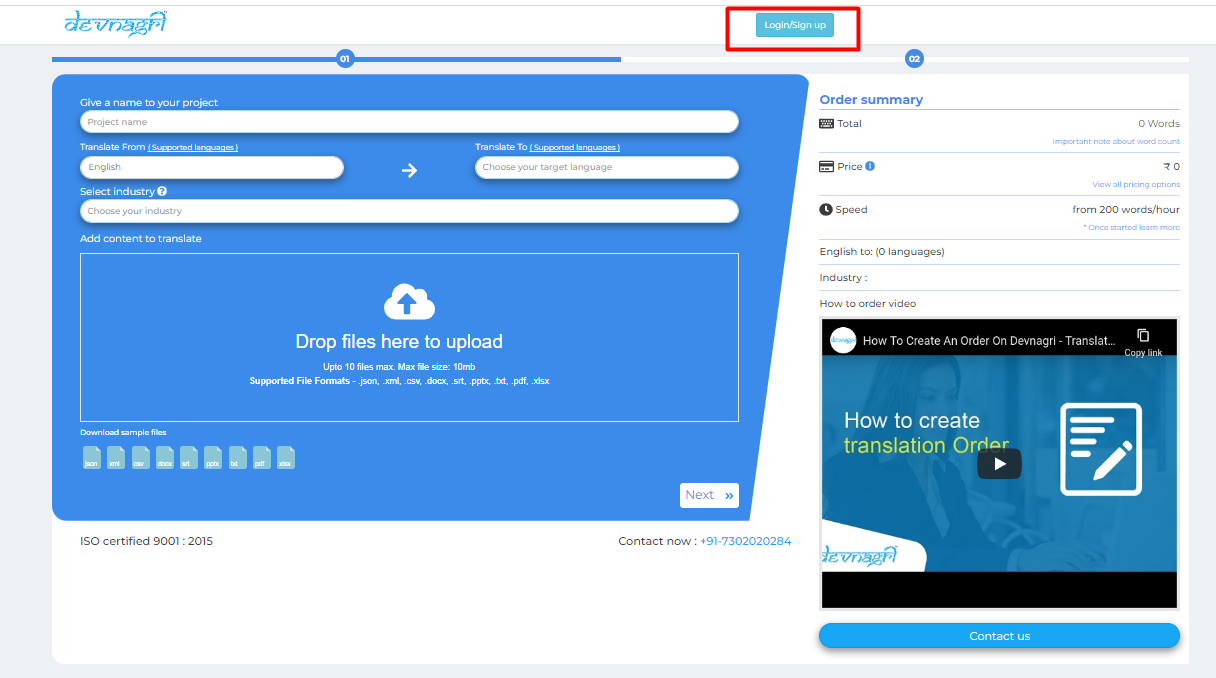 devnagri
Login/Sign up
01
02
Give a name to your project
Project name
Translate From ( Supported languages )
Translate To ( Supported languages )
English
Choose your target language
Select industry
Choose your industry
Add content to translate
Drop files here to upload
Upto 10 files max. Max file size: 10mb
Supported File Formats - .json, .xml, .csv, .docx, .srt, .pptx, .txt, .pdf, .xlsx
Download sample files
json xml csv docx srt pptx txt pdf xlsx
Next »
ISO certified 9001 : 2015
Contact now : +91-7302020284
Order summary
Total 0 Words
Important note about word count
Price ₹ 0
View all pricing options
Speed from 200 words/hour
* Once started learn more
English to: (0 languages)
Industry :
How to order video
devnagri
How To Create An Order On Devnagri - Translat...
Copy link
How to create
translation Order
devnagri
Contact us